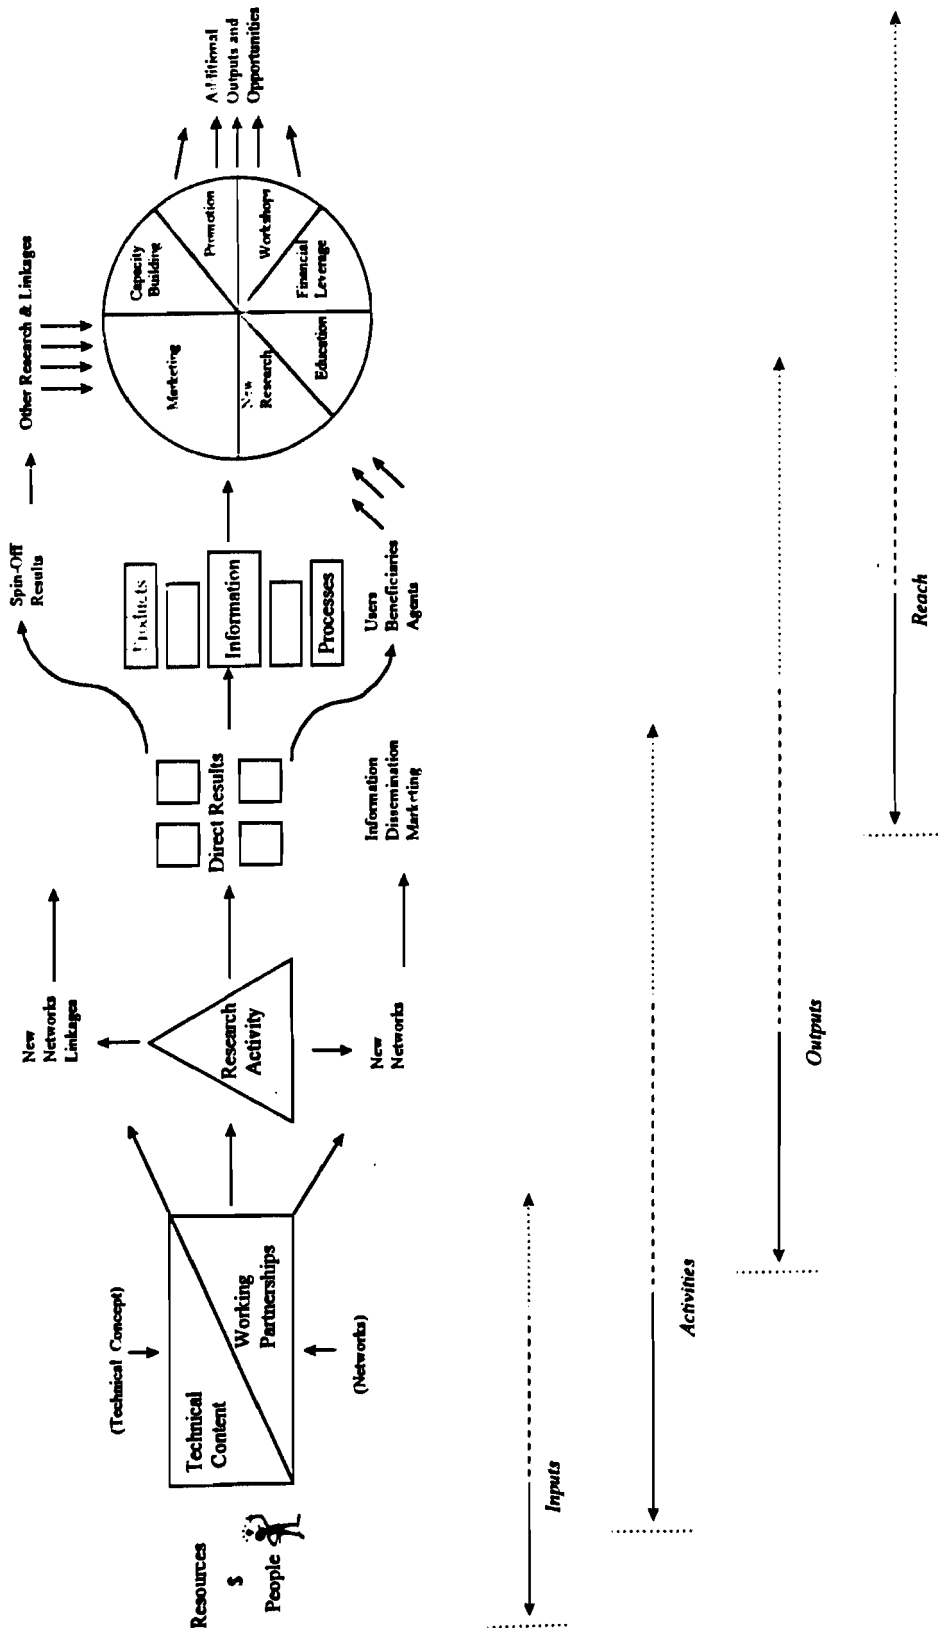 Resources
$
People
(Technical Concept)
Technical
Content
Working
Partnerships
(Networks)
New
Networks
Linkages
Research
Activity
New
Networks
Direct Results
Information
Dissemination
Marketing
Spin-Off
Results
Products
Information
Processes
Users
Beneficiaries
Agents
Other Research & Linkages
Marketing
Capacity
Building
Promotion
Workshops
Financial
Leverage
Education
New
Research
Additional
Outputs and
Opportunities
Inputs
Activities
Outputs
Reach